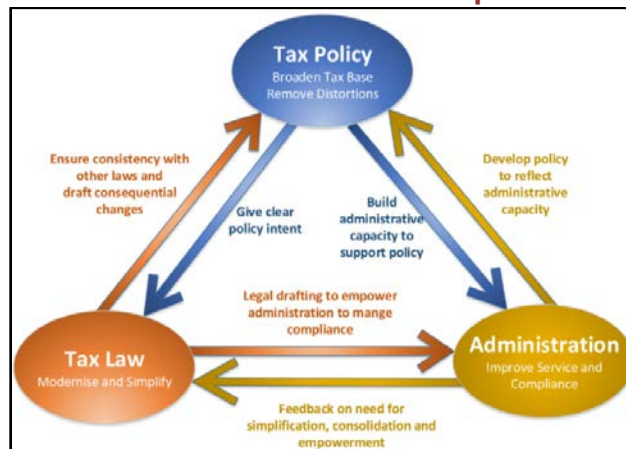 Tax Policy
Broaden Tax Base
Remove Distortions
Ensure consistency with
other laws and
draft consequential
changes
Give clear
policy intent
Build
administrative
capacity to
support policy
Develop policy
to reflect
administrative
capacity
Legal drafting to empower
administration to mange
compliance
Tax Law
Modernise and Simplify
Administration
Improve Service and
Compliance
Feedback on need for
simplification, consolidation and
empowerment